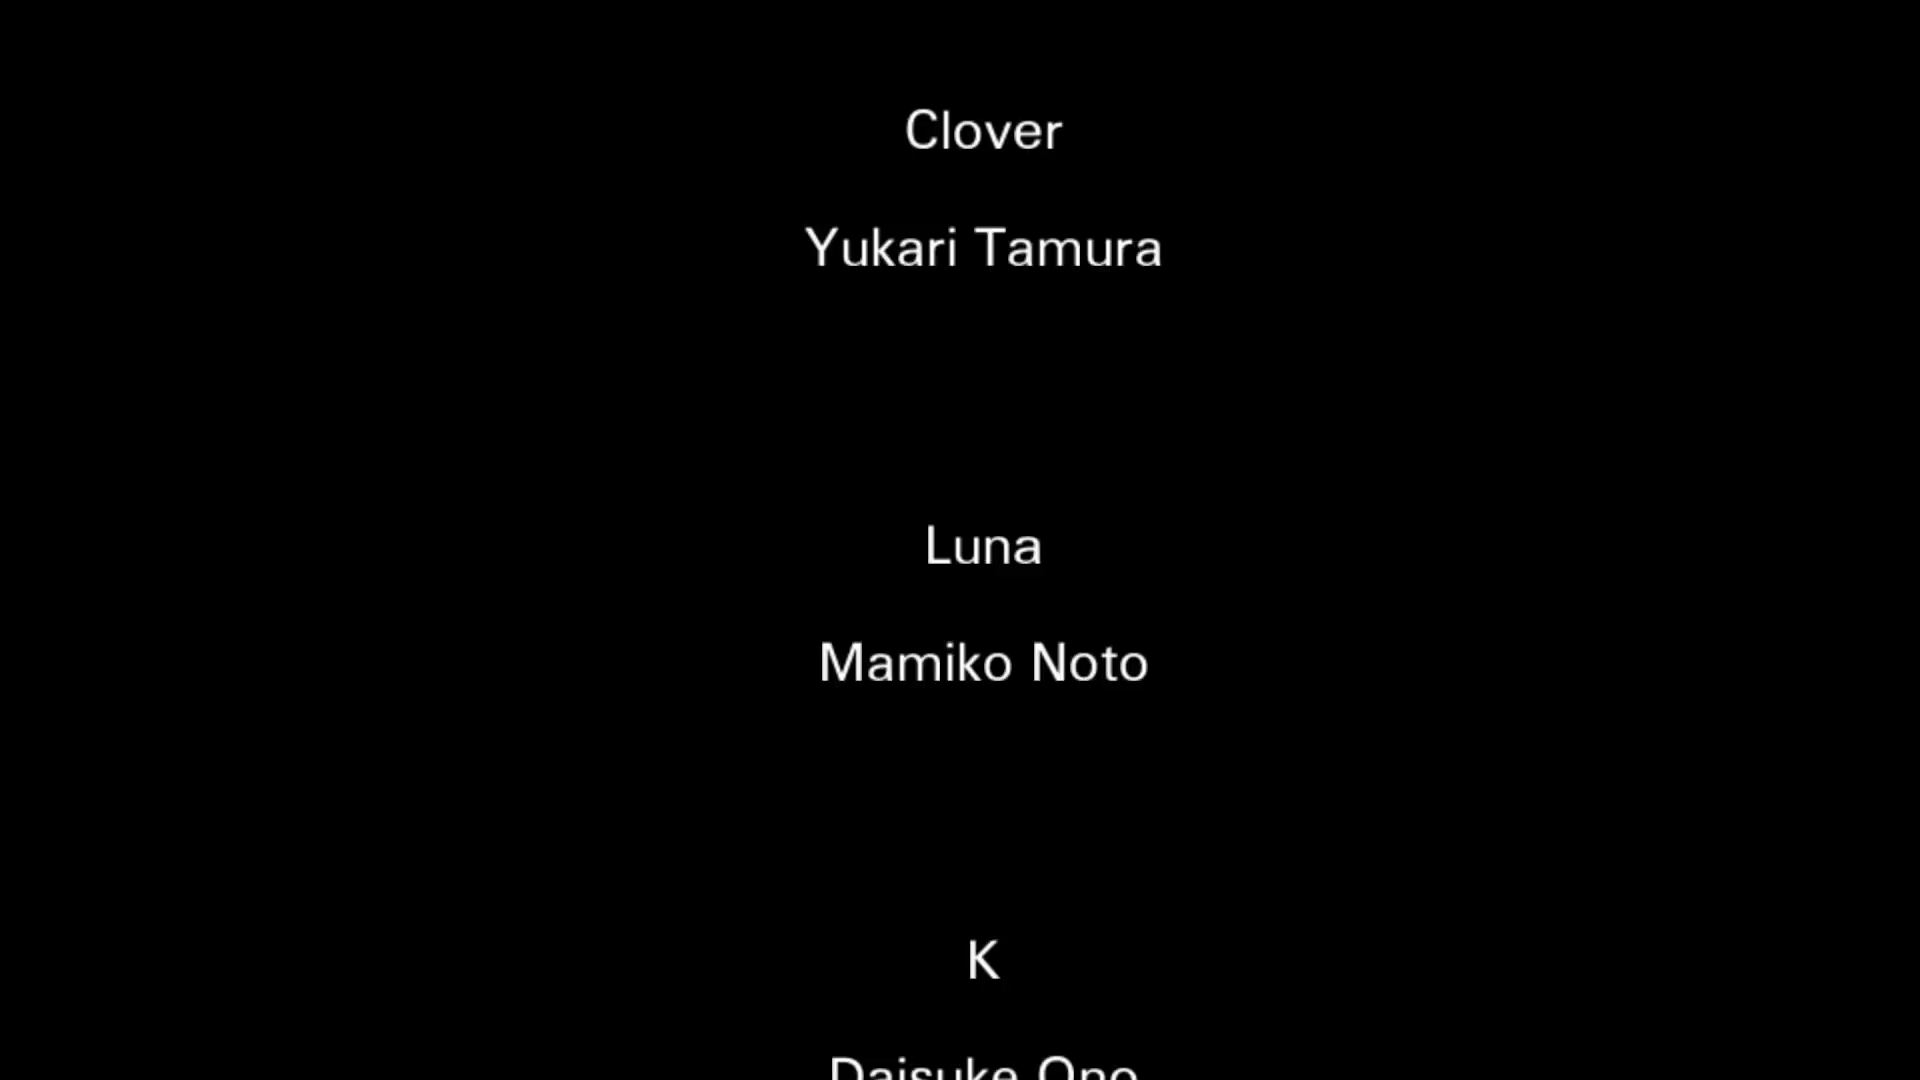 Clover
Yukari Tamura
Luna
Mamiko Noto
K
Daisuke Ono